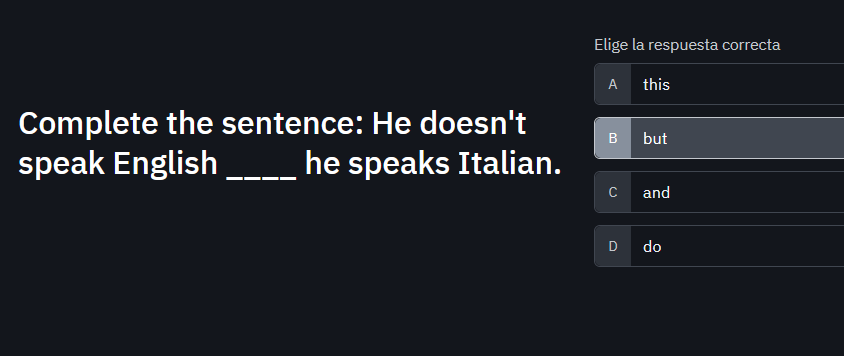 Complete the sentence: He doesn't
speak English ____ he speaks Italian.
Elige la respuesta correcta
A this
B but
C and
D do